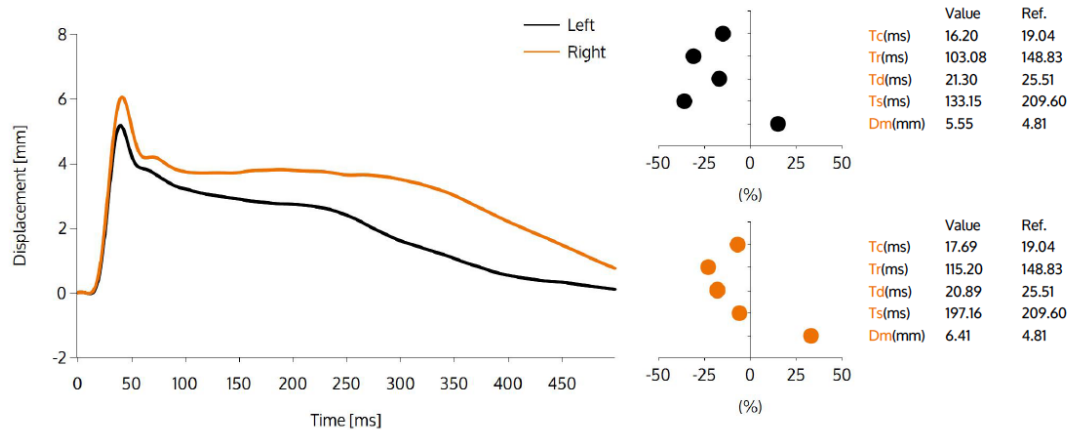 Left
Right
Displacement [mm]
8
6
4
2
0
-2
0 50 100 150 200 250 300 350 400 450
Time [ms]
-50 -25 0 25 50
(%)
Value Ref.
Tc(ms) 16.20 19.04
Tr(ms) 103.08 148.83
Td(ms) 21.30 25.51
Ts(ms) 133.15 209.60
Dm(mm) 5.55 4.81
-50 -25 0 25 50
(%)
Value Ref.
Tc(ms) 17.69 19.04
Tr(ms) 115.20 148.83
Td(ms) 20.89 25.51
Ts(ms) 197.16 209.60
Dm(mm) 6.41 4.81